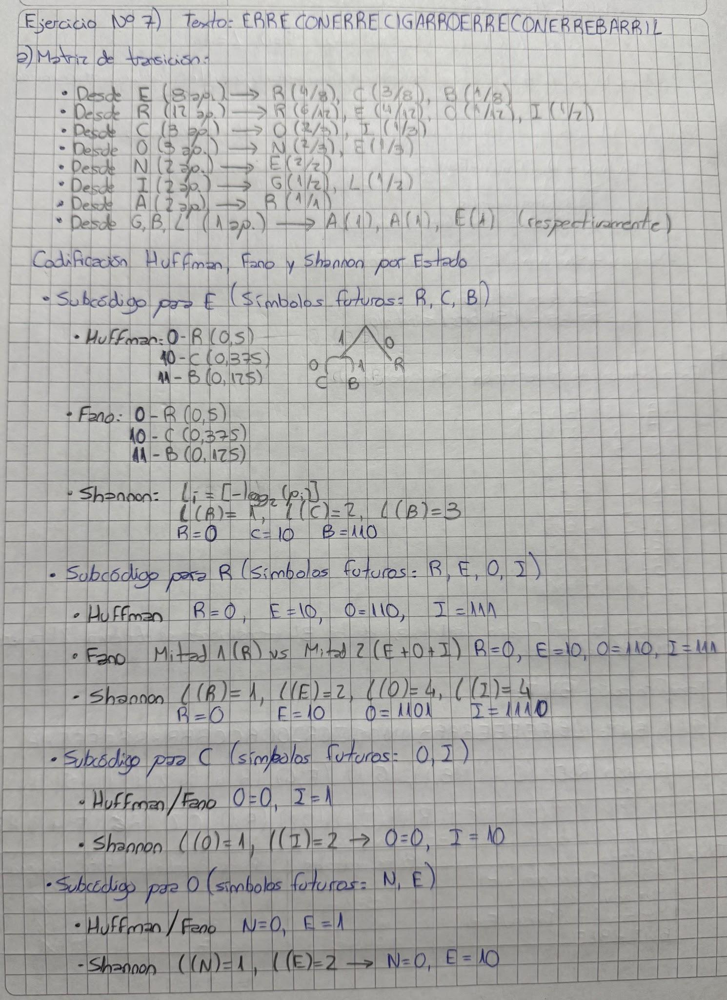 Ejercicio Nº 7) Texto: ERRECONERRECIGARROERRECONERREBARRIL
a) Matriz de transición:
• Desde E (8 ap.) → R (4/8), C (3/8), B (1/8)
• Desde R (12 ap.) → R (6/12), E (4/12), O (1/12), I (1/2)
• Desde C (3 ap.) → O (2/3), I (1/3)
• Desde O (3 ap.) → N (2/3), E (1/3)
• Desde N (2 ap.) → E (2/2)
• Desde I (2 ap.) → G (1/2), L (1/2)
• Desde A (2 ap) → R (1/1)
• Desde G, B, L (1 ap.) → A (1), A (1), E (1) (respectivamente)
Codificación Huffman, Fano y Shannon por Estado
• Subcódigo para E (Símbolos futuros: R, C, B)
• Huffman: 0 - R (0,5)
10 - C (0,375)
11 - B (0,125)
1 0
0 1 R
C B
• Fano: 0 - R (0,5)
10 - C (0,375)
11 - B (0,125)
• Shannon: li = [-log2 (pi)]
l(R) = 1, l(C) = 2, l(B) = 3
R = 0 C = 10 B = 110
• Subcódigo para R (Símbolos futuros: R, E, O, I)
• Huffman R = 0, E = 10, O = 110, I = 111
• Fano Mitad 1 (R) vs Mitad 2 (E + O + I) R = 0, E = 10, O = 110, I = 111
• Shannon l(R) = 1, l(E) = 2, l(O) = 4, l(I) = 4
R = 0 E = 10 O = 1101 I = 1110
• Subcódigo para C (símbolos futuros: O, I)
• Huffman/Fano O = 0, I = 1
• Shannon l(O) = 1, l(I) = 2 → O = 0, I = 10
• Subcódigo para O (símbolos futuros: N, E)
• Huffman/Fano N = 0, E = 1
- Shannon l(N) = 1, l(E) = 2 → N = 0, E = 10